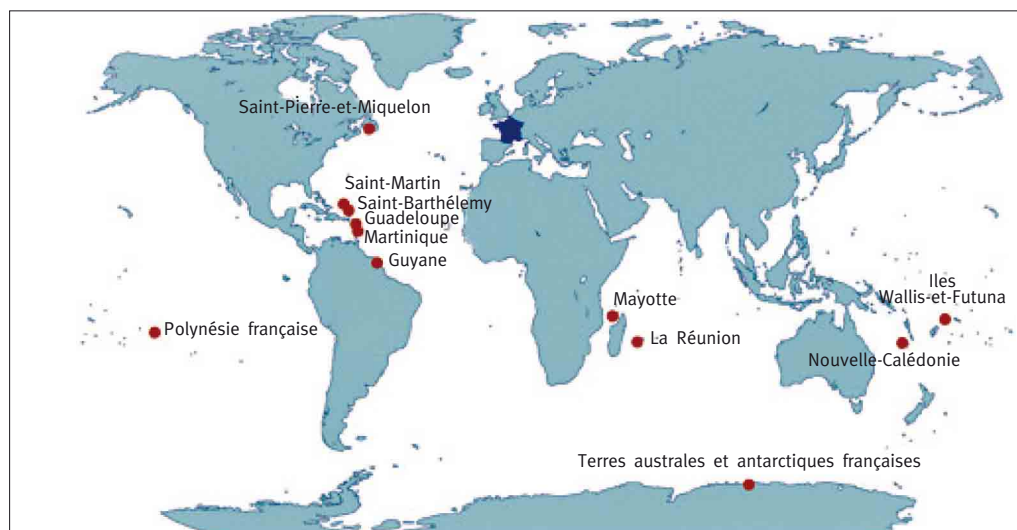 Saint-Pierre-et-Miquelon
Saint-Martin
Saint-Barthélemy
Guadeloupe
Martinique
Guyane
Polynésie française
Mayotte
La Réunion
Iles
Wallis-et-Futuna
Nouvelle-Calédonie
Terres australes et antarctiques françaises